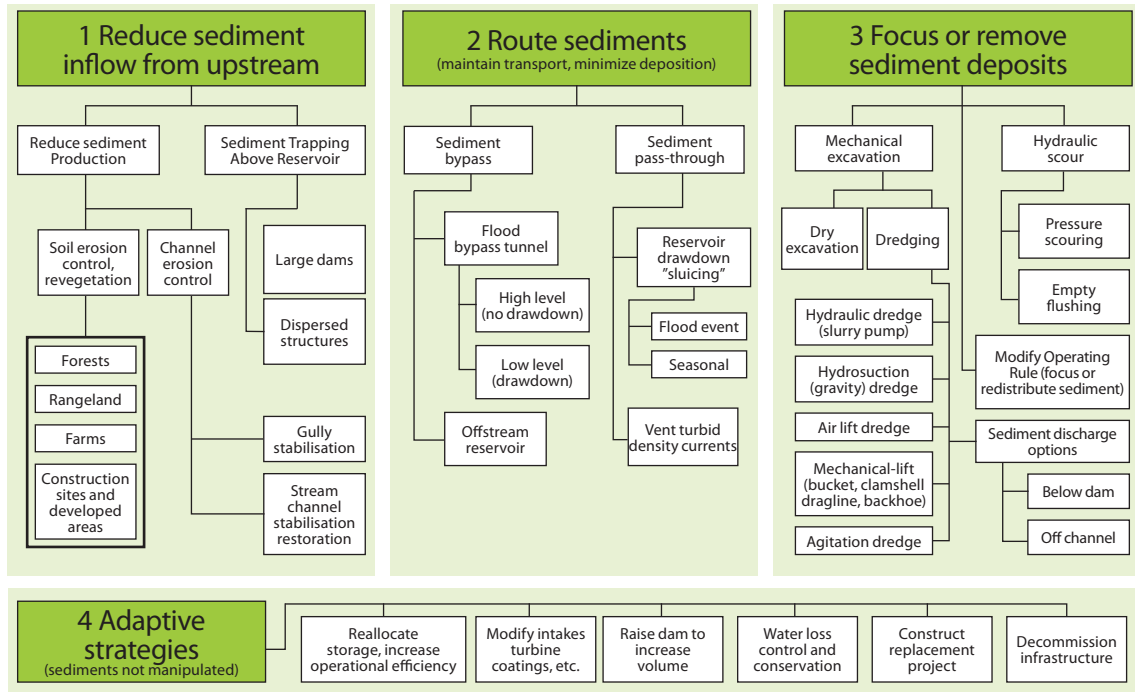 1 Reduce sediment
inflow from upstream
Reduce sediment
Production
Sediment Trapping
Above Reservoir
Soil erosion
control,
revegetation
Channel
erosion
control
Large dams
Dispersed
structures
Forests
Rangeland
Farms
Construction
sites and
developed
areas
Gully
stabilisation
Stream
channel
stabilisation
restoration
2 Route sediments
(maintain transport, minimize deposition)
Sediment
bypass
Sediment
pass-through
Flood
bypass tunnel
High level
(no drawdown)
Low level
(drawdown)
Offstream
reservoir
Reservoir
drawdown
"sluicing"
Flood event
Seasonal
Vent turbid
density currents
3 Focus or remove
sediment deposits
Mechanical
excavation
Hydraulic
scour
Dry
excavation
Dredging
Pressure
scouring
Empty
flushing
Hydraulic dredge
(slurry pump)
Hydrosuction
(gravity) dredge
Air lift dredge
Mechanical-lift
(bucket, clamshell
dragline, backhoe)
Agitation dredge
Modify Operating
Rule (focus or
redistribute sediment)
Sediment discharge
options
Below dam
Off channel
4 Adaptive
strategies
(sediments not manipulated)
Reallocate
storage, increase
operational efficiency
Modify intakes
turbine
coatings, etc.
Raise dam to
increase
volume
Water loss
control and
conservation
Construct
replacement
project
Decommission
infrastructure